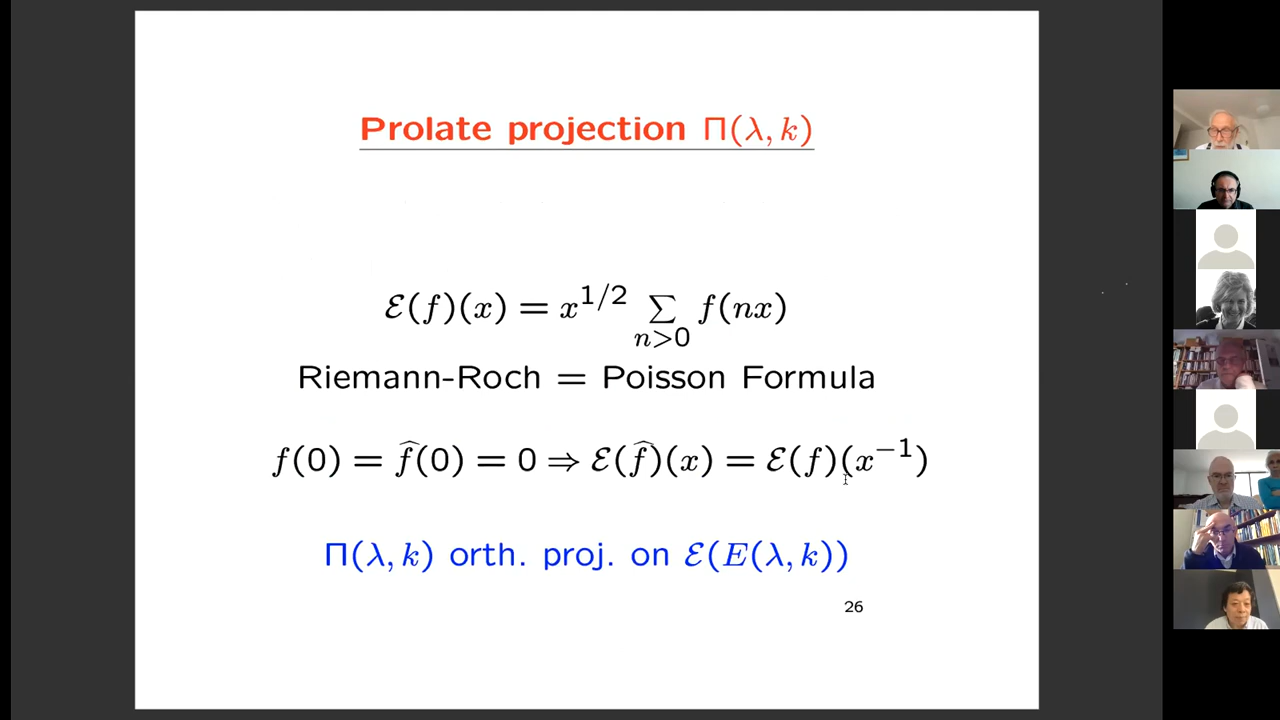 Prolate projection Π(λ, k)
ℰ(f)(x) = x^{1/2} ∑_{n>0} f(nx)
Riemann-Roch = Poisson Formula
f(0) = f̂(0) = 0 ⇒ ℰ(f̂)(x) = ℰ(f)(x^{−1})
Π(λ, k) orth. proj. on ℰ(E(λ, k))
26